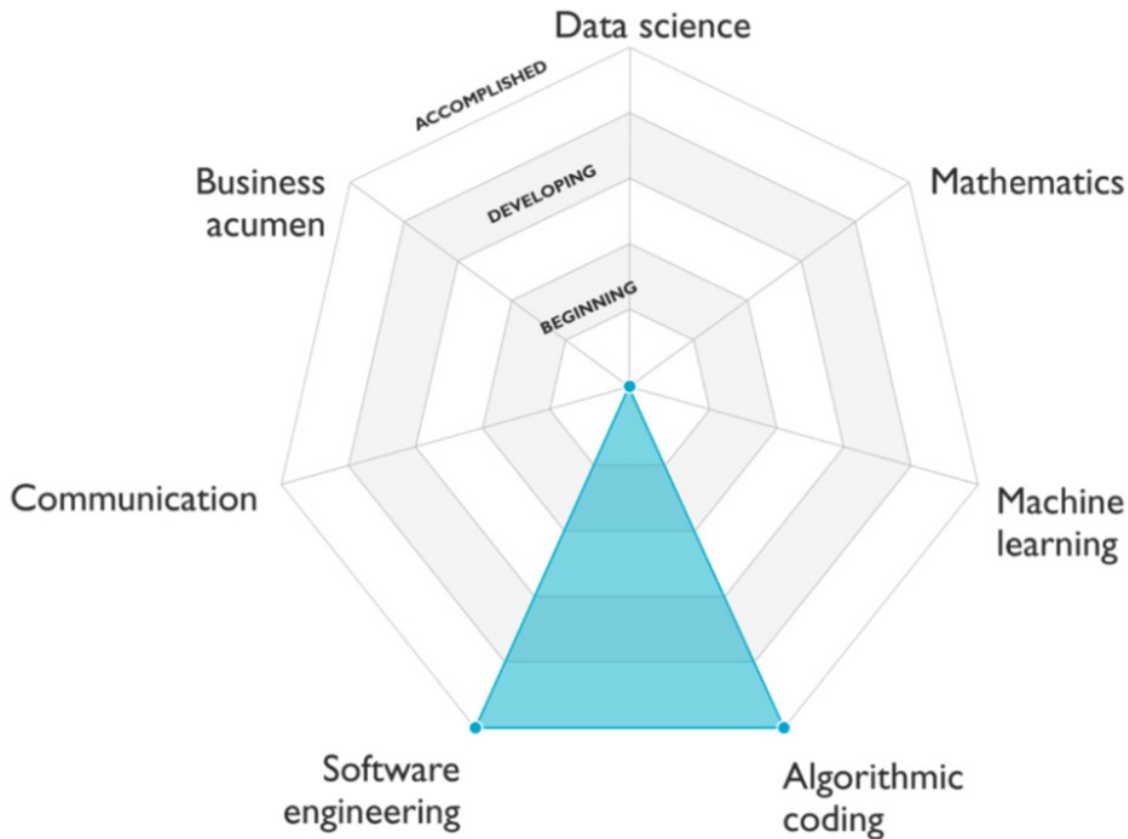 Data science
ACCOMPLISHED
Business
acumen
DEVELOPING
Mathematics
BEGINNING
Communication
Machine
learning
Software
engineering
Algorithmic
coding